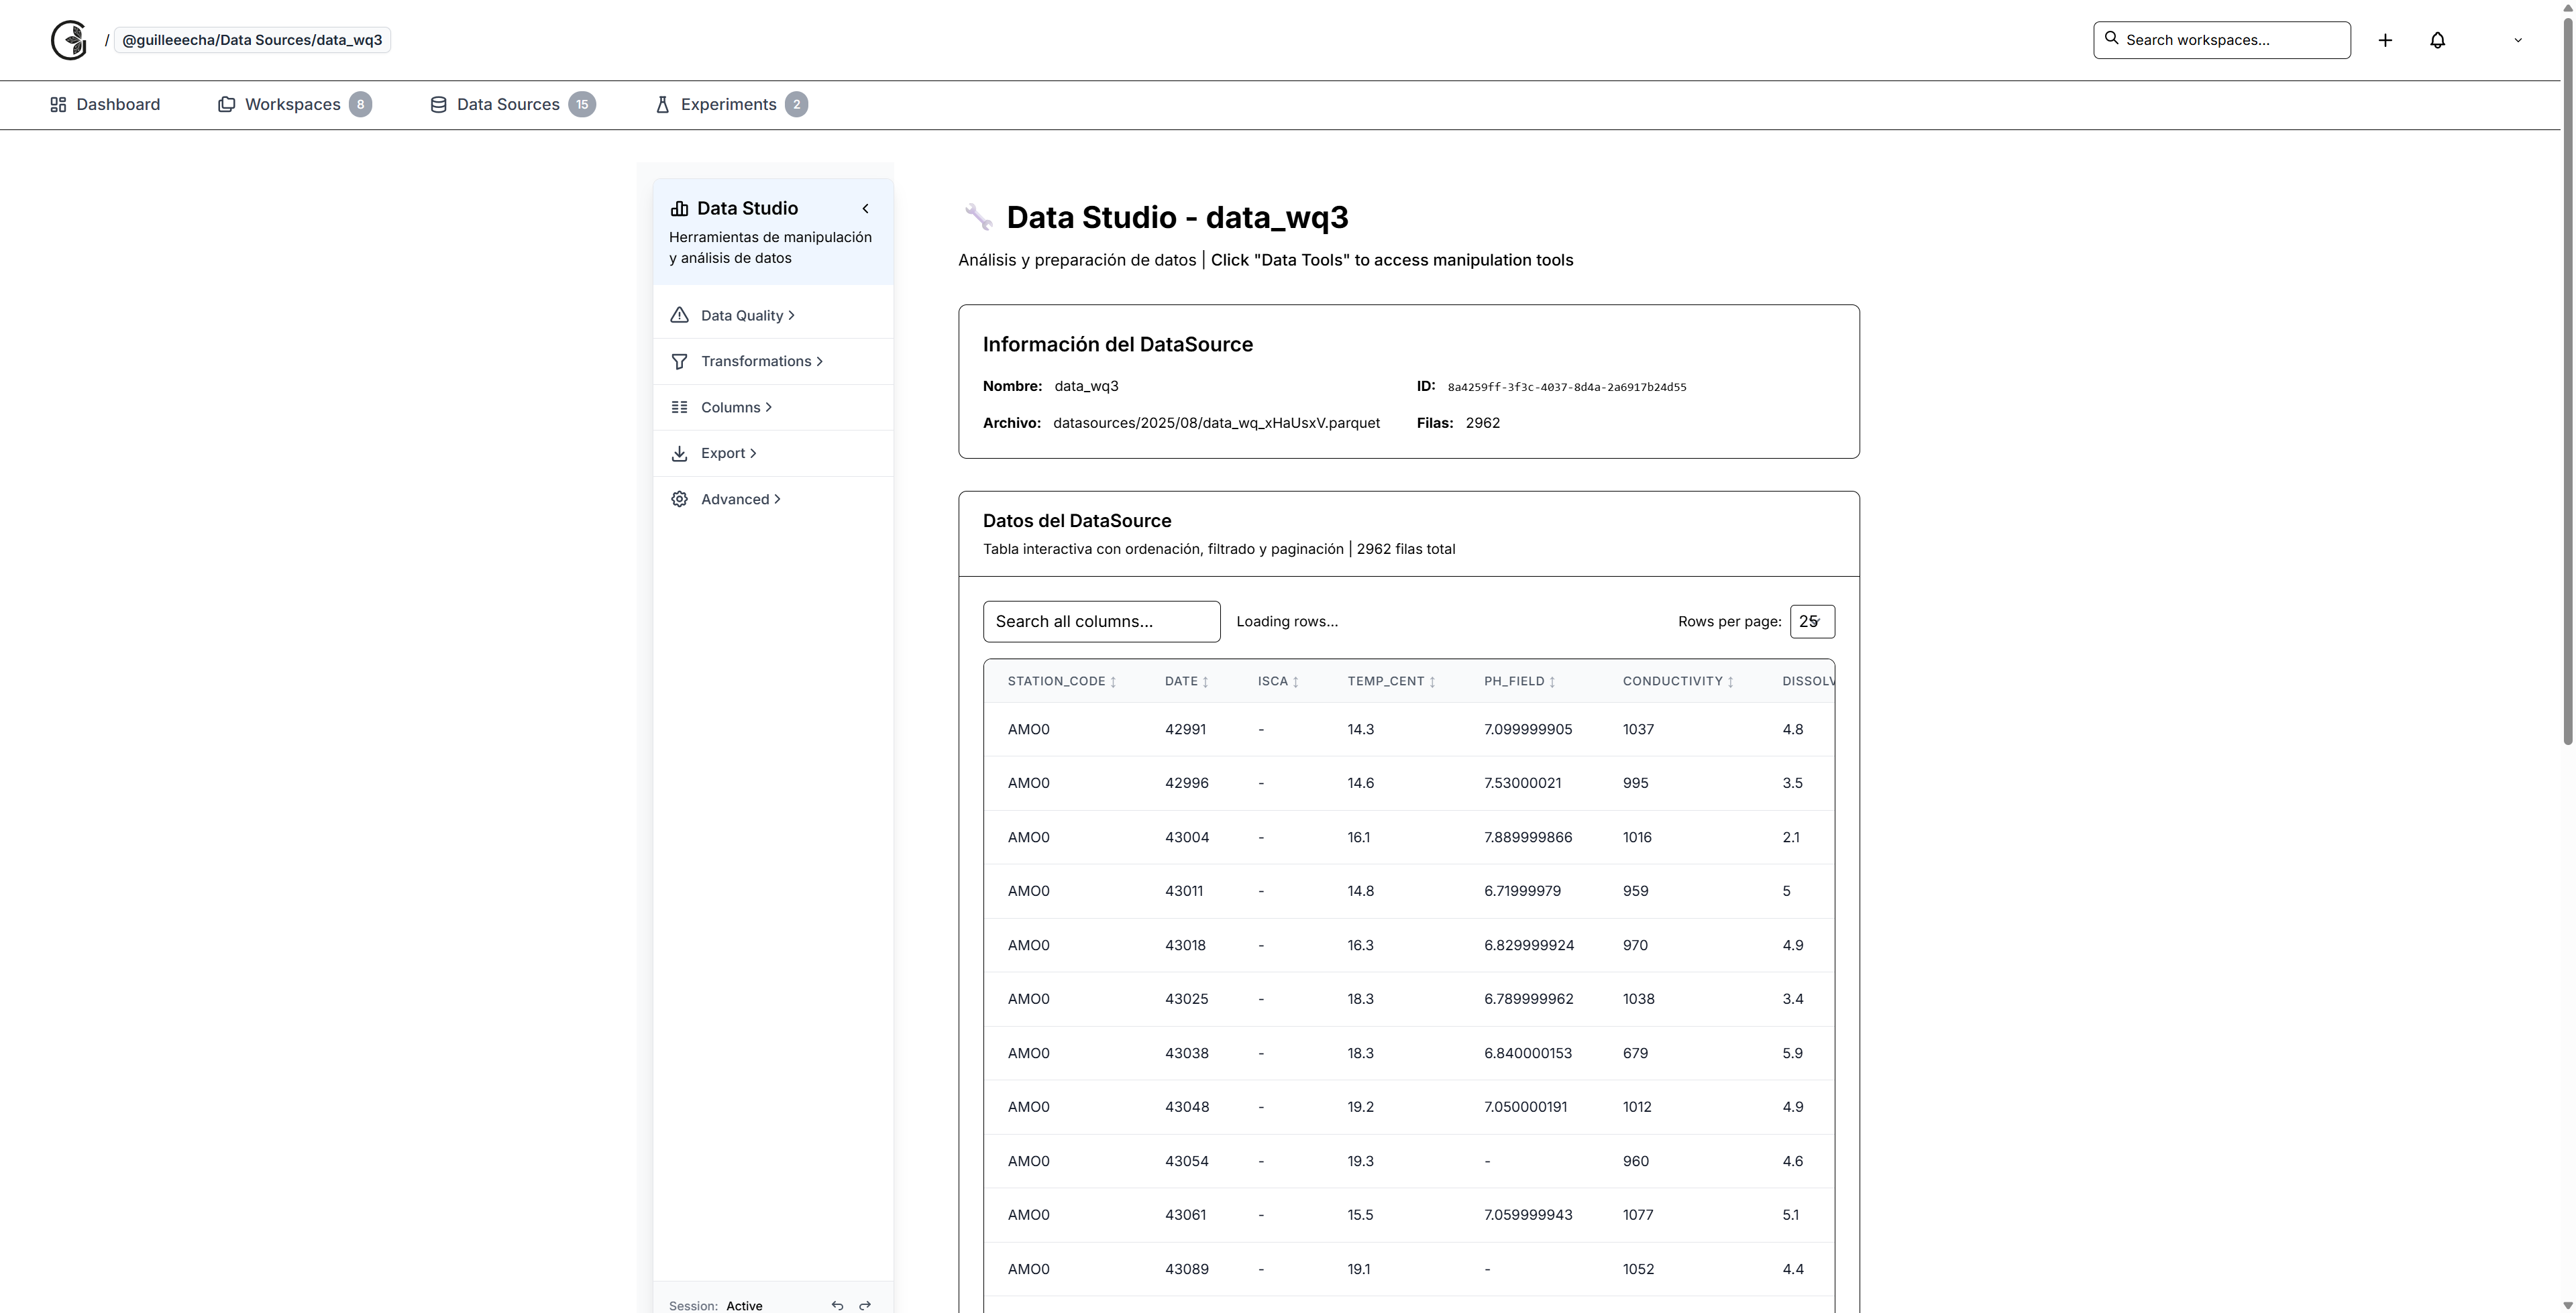 / @guilleeecha/Data Sources/data_wq3
Search workspaces...
Dashboard
Workspaces 8
Data Sources 15
Experiments 2
Data Studio
Herramientas de manipulación
y análisis de datos
Data Quality
Transformations
Columns
Export
Advanced
Session: Active
Data Studio - data_wq3
Análisis y preparación de datos | Click "Data Tools" to access manipulation tools
Información del DataSource
Nombre: data_wq3
ID: 8a4259ff-3f3c-4037-8d4a-2a6917b24d55
Archivo: datasources/2025/08/data_wq_xHaUsxV.parquet
Filas: 2962
Datos del DataSource
Tabla interactiva con ordenación, filtrado y paginación | 2962 filas total
Search all columns...
Loading rows...
Rows per page: 25
STATION_CODE DATE ISCA TEMP_CENT PH_FIELD CONDUCTIVITY DISSOLV
AMO0 42991 - 14.3 7.099999905 1037 4.8
AMO0 42996 - 14.6 7.53000021 995 3.5
AMO0 43004 - 16.1 7.889999866 1016 2.1
AMO0 43011 - 14.8 6.71999979 959 5
AMO0 43018 - 16.3 6.829999924 970 4.9
AMO0 43025 - 18.3 6.789999962 1038 3.4
AMO0 43038 - 18.3 6.840000153 679 5.9
AMO0 43048 - 19.2 7.050000191 1012 4.9
AMO0 43054 - 19.3 - 960 4.6
AMO0 43061 - 15.5 7.059999943 1077 5.1
AMO0 43089 - 19.1 - 1052 4.4